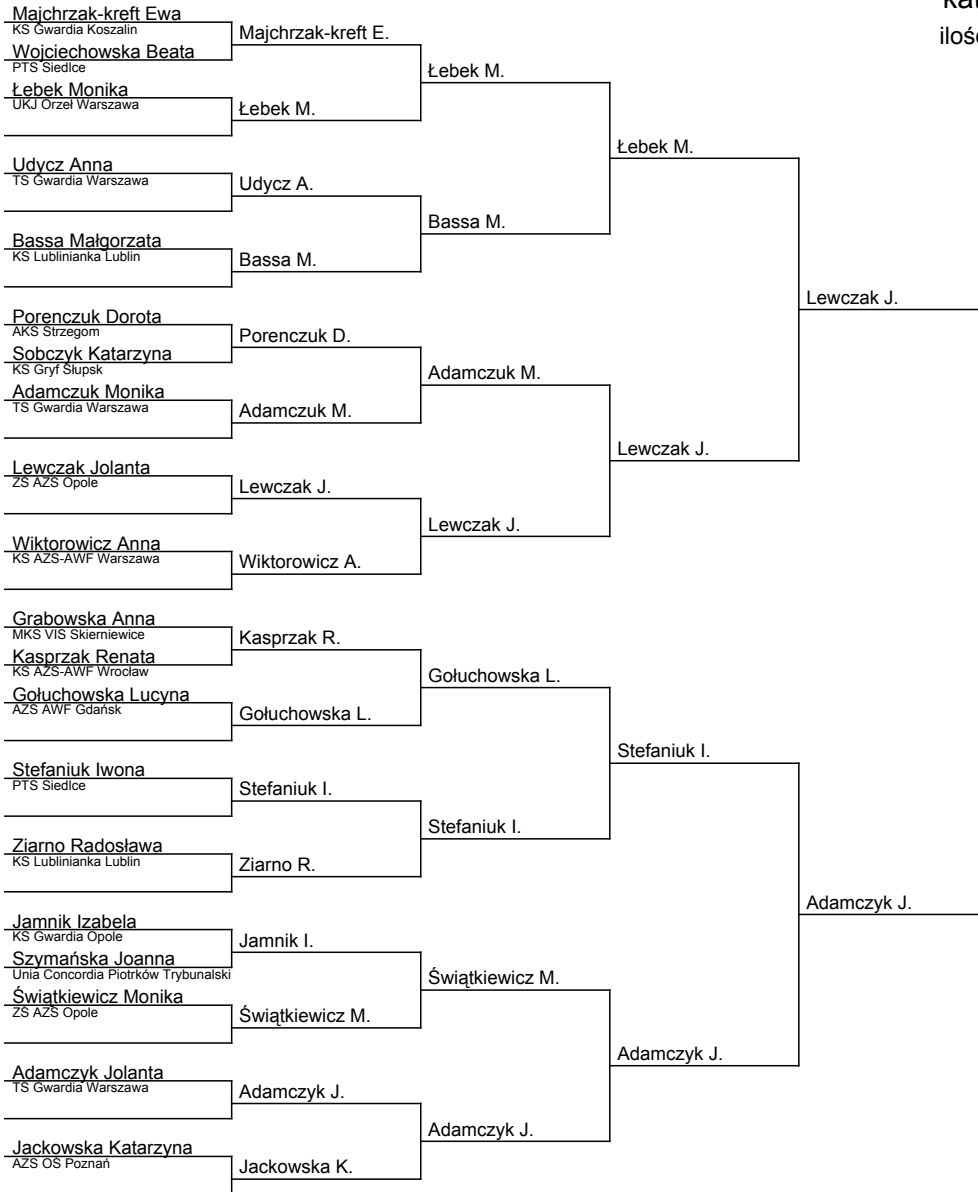 Majchrzak-kreft Ewa
KS Gwardia Koszalin
Wojciechowska Beata
PTS Siedlce
Łebek Monika
UKJ Orzeł Warszawa
Udycz Anna
TS Gwardia Warszawa
Bassa Małgorzata
KS Lublinianka Lublin
Porenczuk Dorota
AKS Strzegom
Sobczyk Katarzyna
KS Gryf Słupsk
Adamczuk Monika
TS Gwardia Warszawa
Lewczak Jolanta
ZS AZS Opole
Wiktorowicz Anna
KS AZS-AWF Warszawa
Grabowska Anna
MKS VIS Skierniewice
Kasprzak Renata
KS AZS-AWF Wrocław
Gołuchowska Lucyna
AZS AWF Gdańsk
Stefaniuk Iwona
PTS Siedlce
Ziarno Radosława
KS Lublinianka Lublin
Jamnik Izabela
KS Gwardia Opole
Szymańska Joanna
Unia Concordia Piotrków Trybunalski
Świątkiewicz Monika
ZS AZS Opole
Adamczyk Jolanta
TS Gwardia Warszawa
Jackowska Katarzyna
AZS OŚ Poznań
Majchrzak-kreft E.
Łebek M.
Udycz A.
Bassa M.
Porenczuk D.
Adamczuk M.
Lewczak J.
Wiktorowicz A.
Kasprzak R.
Gołuchowska L.
Stefaniuk I.
Ziarno R.
Jamnik I.
Świątkiewicz M.
Adamczyk J.
Jackowska K.
Łebek M.
Bassa M.
Adamczuk M.
Lewczak J.
Gołuchowska L.
Stefaniuk I.
Świątkiewicz M.
Adamczyk J.
Łebek M.
Lewczak J.
Stefaniuk I.
Adamczyk J.
Lewczak J.
Adamczyk J.